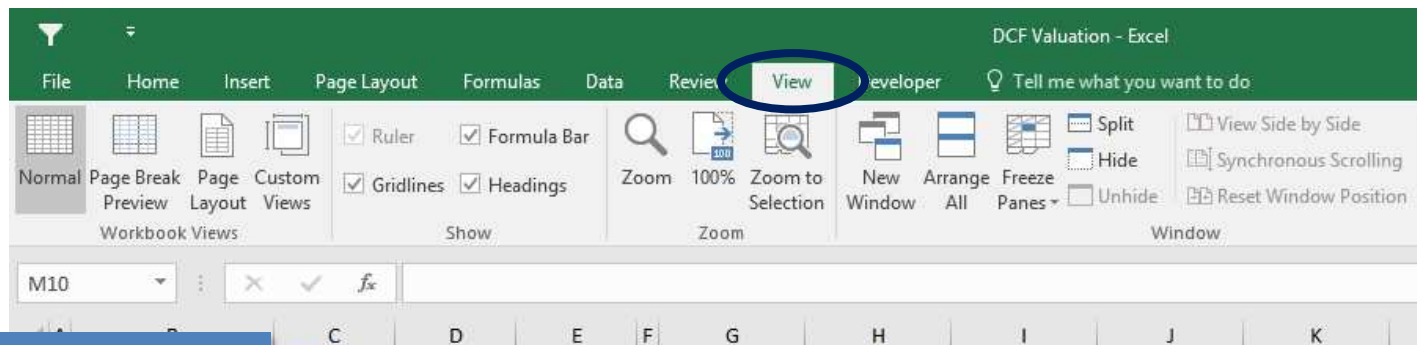 DCF Valuation - Excel
File Home Insert Page Layout Formulas Data Review View Developer Tell me what you want to do
Normal Page Break Preview Page Layout Custom Views
Ruler Formula Bar
Gridlines Headings
Zoom 100% Zoom to Selection
New Window Arrange All Freeze Panes
Split
Hide
Unhide
View Side by Side
Synchronous Scrolling
Reset Window Position
Workbook Views Show Zoom Window
M10 fx
A B C D E F G H I J K